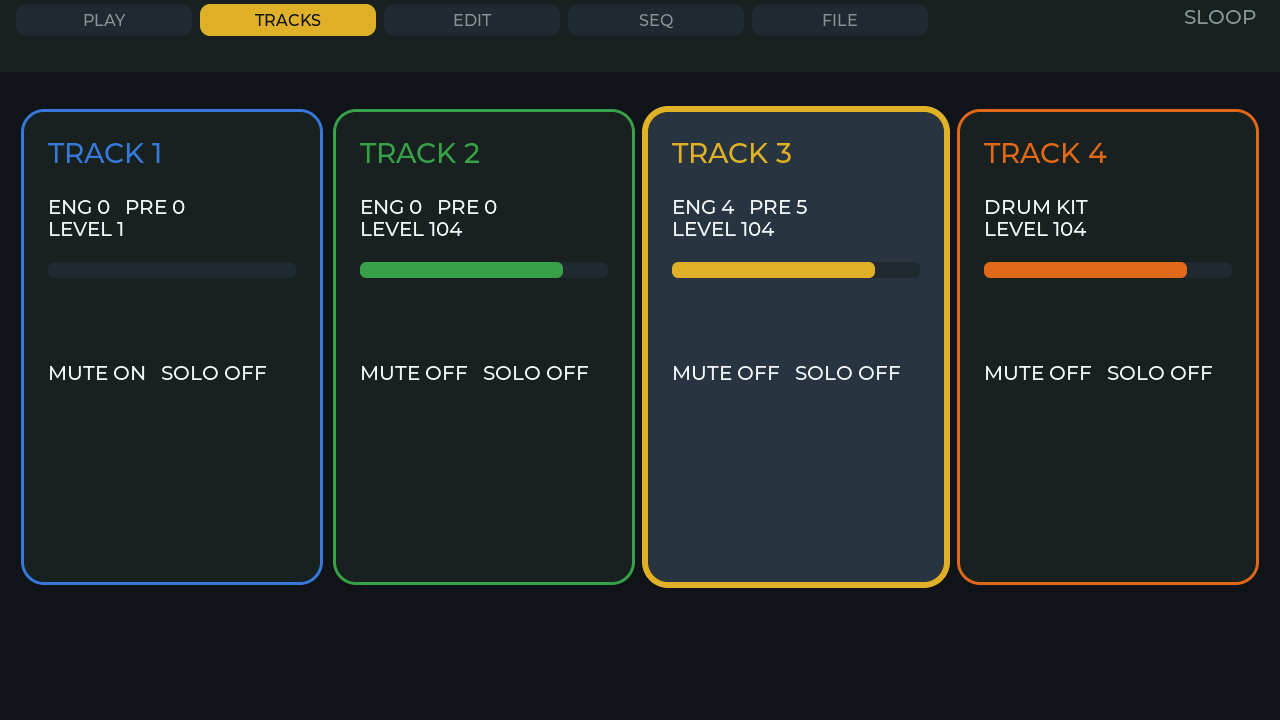 PLAY TRACKS EDIT SEQ FILE SLOOP
TRACK 1
ENG 0 PRE 0
LEVEL 1
MUTE ON SOLO OFF
TRACK 2
ENG 0 PRE 0
LEVEL 104
MUTE OFF SOLO OFF
TRACK 3
ENG 4 PRE 5
LEVEL 104
MUTE OFF SOLO OFF
TRACK 4
DRUM KIT
LEVEL 104
MUTE OFF SOLO OFF